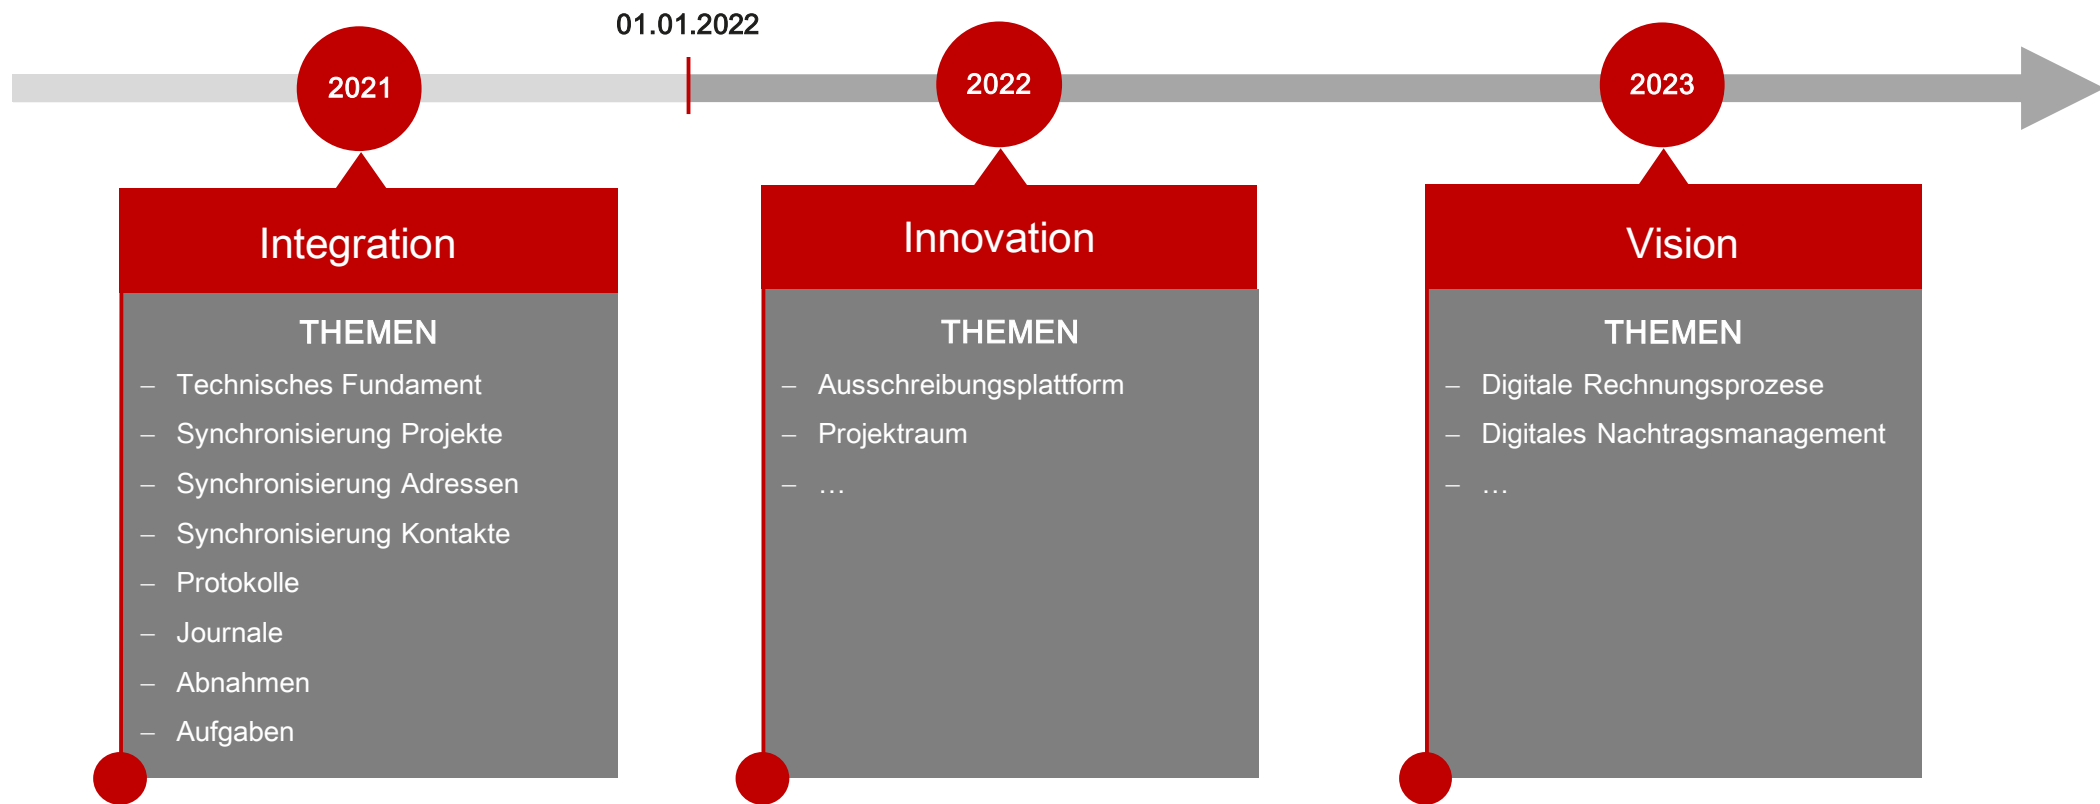 01.01.2022
2021
2022
2023
Integration
THEMEN
– Technisches Fundament
– Synchronisierung Projekte
– Synchronisierung Adressen
– Synchronisierung Kontakte
– Protokolle
– Journale
– Abnahmen
– Aufgaben
Innovation
THEMEN
– Ausschreibungsplattform
– Projektraum
– …
Vision
THEMEN
– Digitale Rechnungsprozese
– Digitales Nachtragsmanagement
– …